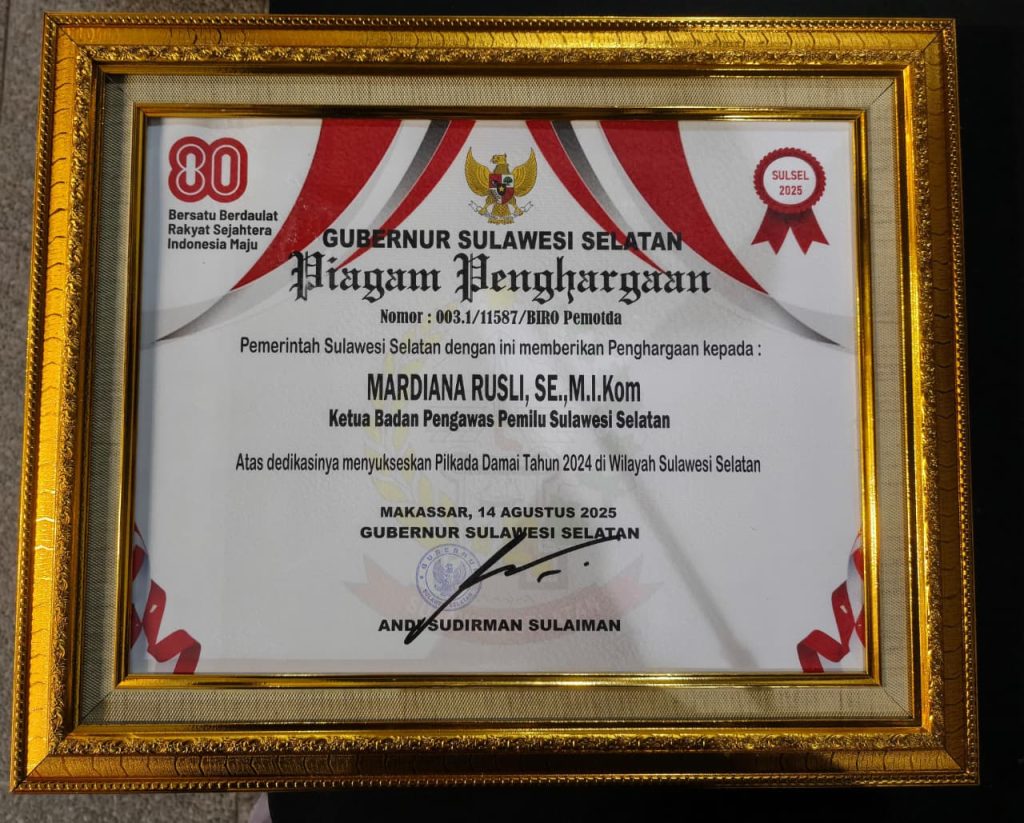 80
Bersatu Berdaulat
Rakyat Sejahtera
Indonesia Maju
SULSEL
2025
GUBERNUR SULAWESI SELATAN
Piagam Penghargaan
Nomor : 003.1/11587/BIRO Pemotda
Pemerintah Sulawesi Selatan dengan ini memberikan Penghargaan kepada :
MARDIANA RUSLI, SE.,M.I.Kom
Ketua Badan Pengawas Pemilu Sulawesi Selatan
Atas dedikasinya menyukseskan Pilkada Damai Tahun 2024 di Wilayah Sulawesi Selatan
MAKASSAR, 14 AGUSTUS 2025
GUBERNUR SULAWESI SELATAN
GUBERNUR
SULAWESI SELATAN
ANDI SUDIRMAN SULAIMAN